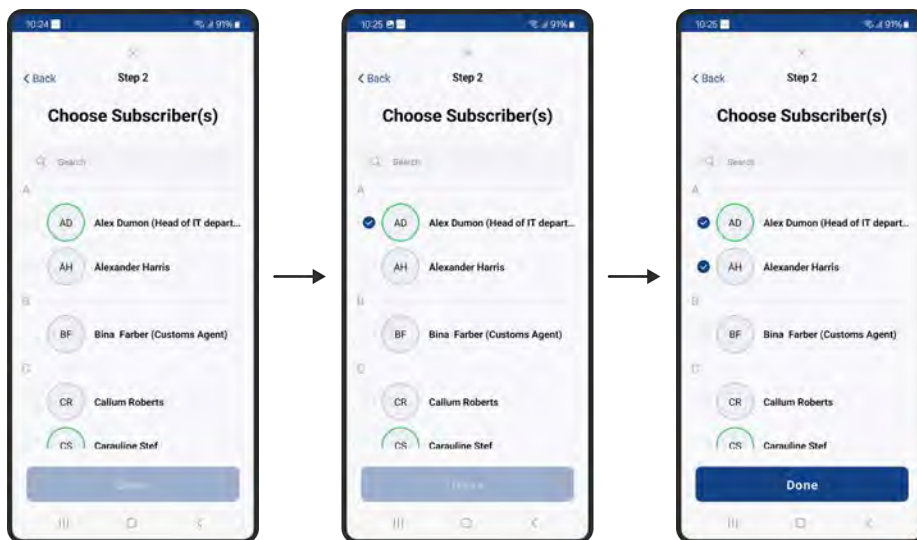 10:24 91%
< Back Step 2
Choose Subscriber(s)
Search
A
AD Alex Dumon (Head of IT depart...
AH Alexander Harris
B
BF Bina Farber (Customs Agent)
C
CR Callum Roberts
CS Carauline Stef
Done
10:25 91%
< Back Step 2
Choose Subscriber(s)
Search
A
AD Alex Dumon (Head of IT depart...
AH Alexander Harris
B
BF Bina Farber (Customs Agent)
C
CR Callum Roberts
CS Carauline Stef
Done
10:25 91%
< Back Step 2
Choose Subscriber(s)
Search
A
AD Alex Dumon (Head of IT depart...
AH Alexander Harris
B
BF Bina Farber (Customs Agent)
C
CR Callum Roberts
CS Carauline Stef
Done